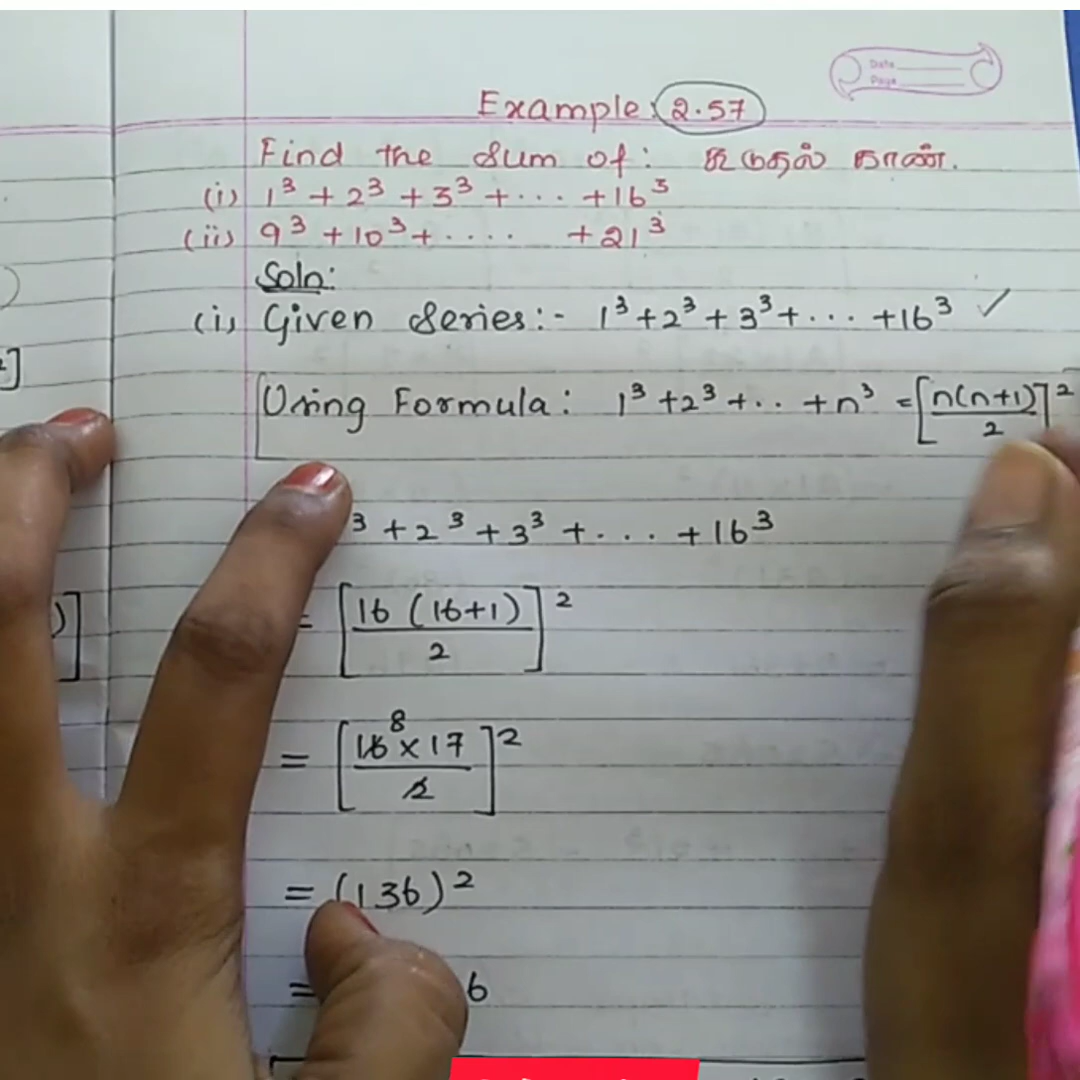 Date
Page
Example: 2.57
Find the sum of: கூடுதல் காண்.
(i) 1³ + 2³ + 3³ + ... + 16³
(ii) 9³ + 10³ + .... + 21³
Soln:
(i) Given Series:- 1³ + 2³ + 3³ + ... + 16³ ✓
Using Formula: 1³ + 2³ + .. + n³ = [n(n+1)/2]²
³ + 2³ + 3³ + .... + 16³
= [16 (16+1)/2]²
= [16 8 × 17/2]²
= (136)²
= 6